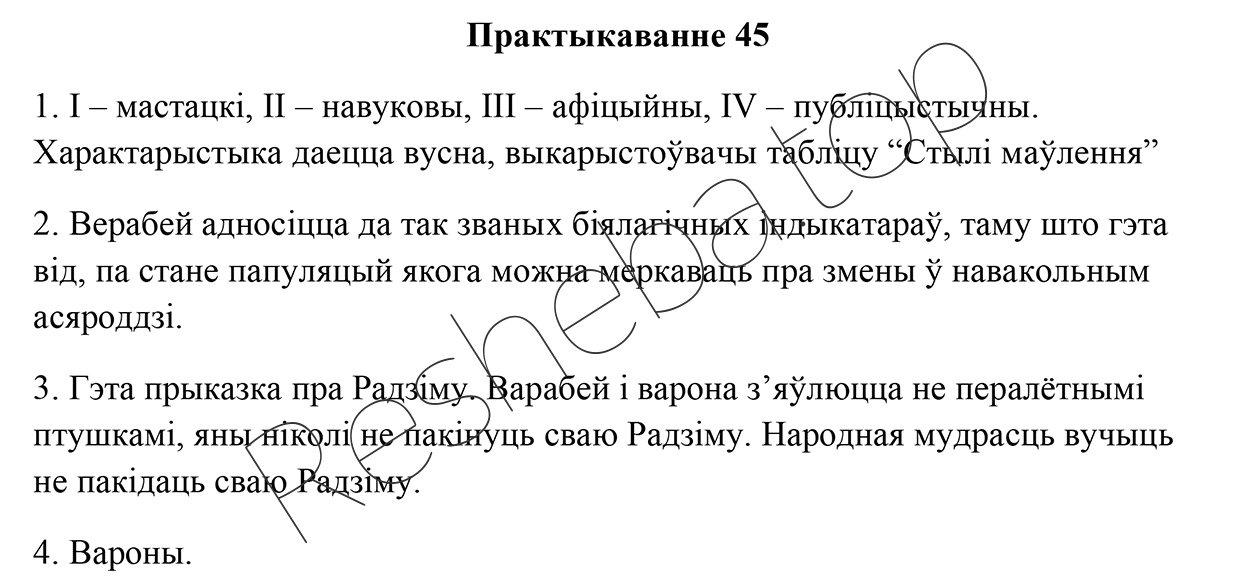 Практыкаванне 45
1. I – мастацкі, II – навуковы, III – афіцыйны, IV – публіцыстычны.
Характарыстыка даецца вусна, выкарыстоўвачы табліцу “Стылі маўлення”
2. Верабей адносіцца да так званых біялагічных індыкатараў, таму што гэта
від, па стане папуляцый якога можна меркаваць пра змены ў навакольным
асяроддзі.
3. Гэта прыказка пра Радзіму. Варабей і варона з’яўлюцца не пералётнымі
птушкамі, яны ніколі не пакінуць сваю Радзіму. Народная мудрасць вучыць
не пакідаць сваю Радзіму.
4. Вароны.
Reshebatop